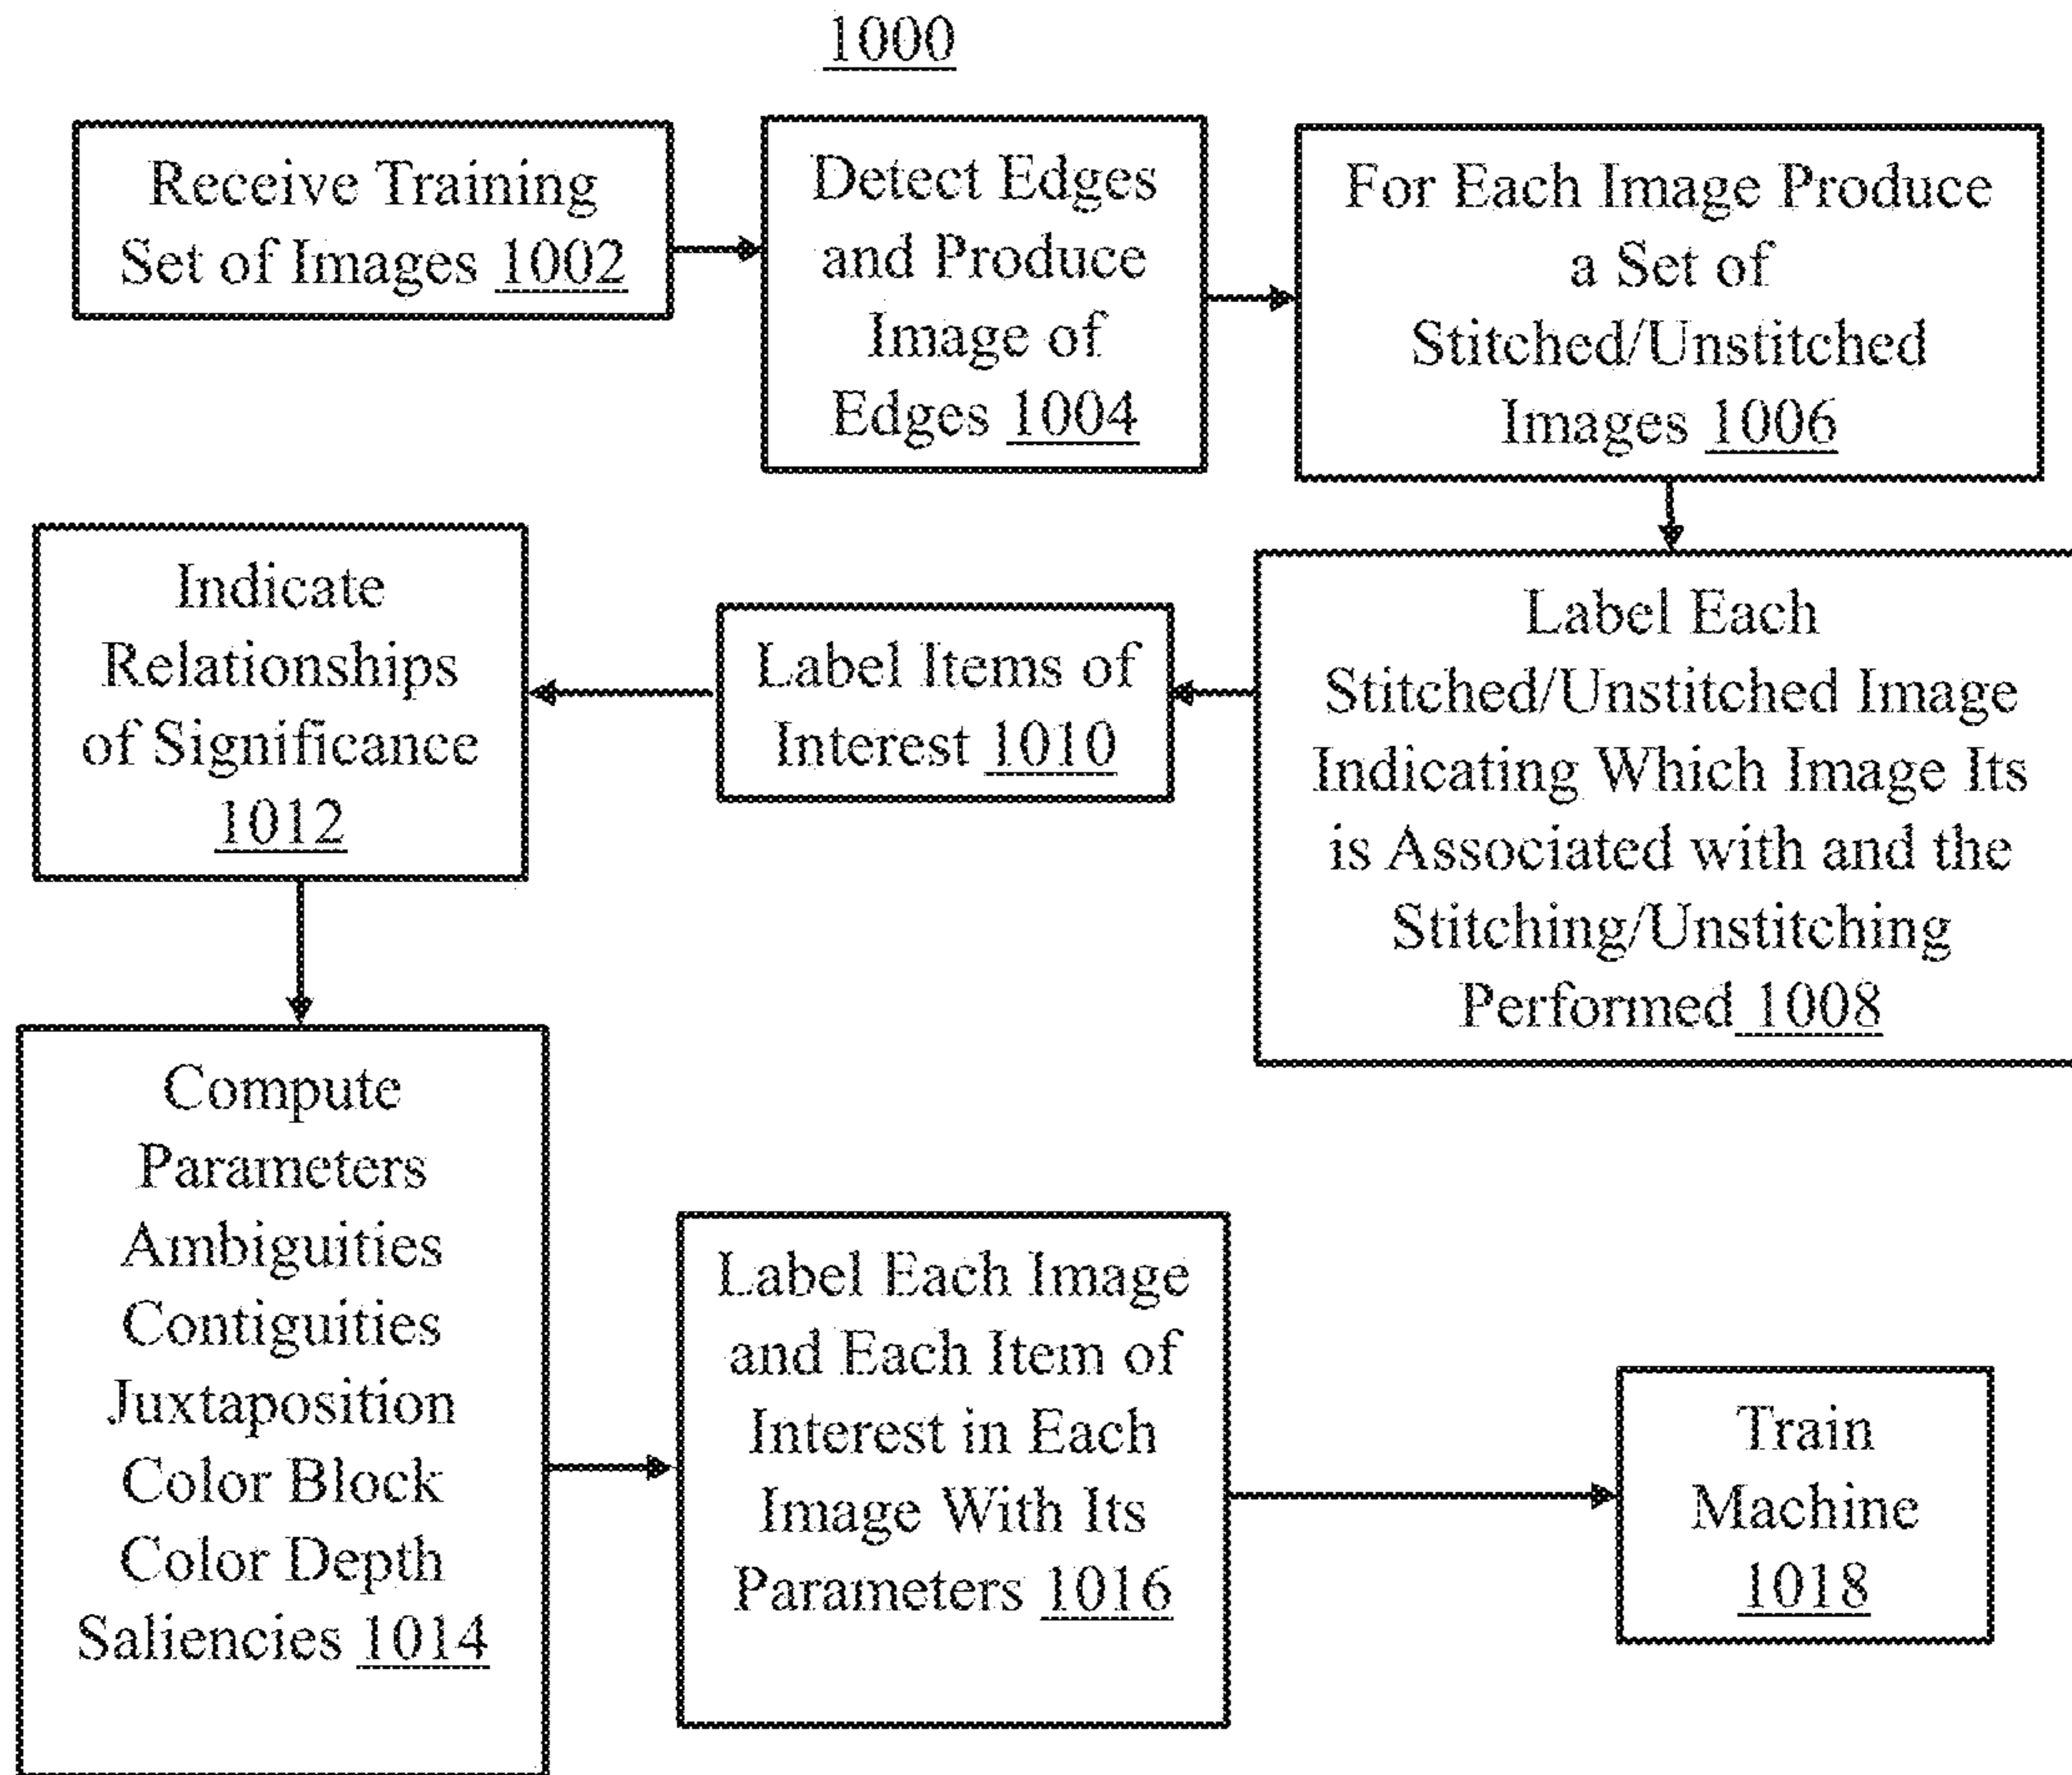 1000
Receive Training
Set of Images 1002
Detect Edges
and Produce
Image of
Edges 1004
For Each Image Produce
a Set of
Stitched/Unstitched
Images 1006
Label Each
Stitched/Unstitched Image
Indicating Which Image Its
is Associated with and the
Stitching/Unstitching
Performed 1008
Label Items of
Interest 1010
Indicate
Relationships
of Significance
1012
Compute
Parameters
Ambiguities
Contiguities
Juxtaposition
Color Block
Color Depth
Saliencies 1014
Label Each Image
and Each Item of
Interest in Each
Image With Its
Parameters 1016
Train
Machine
1018